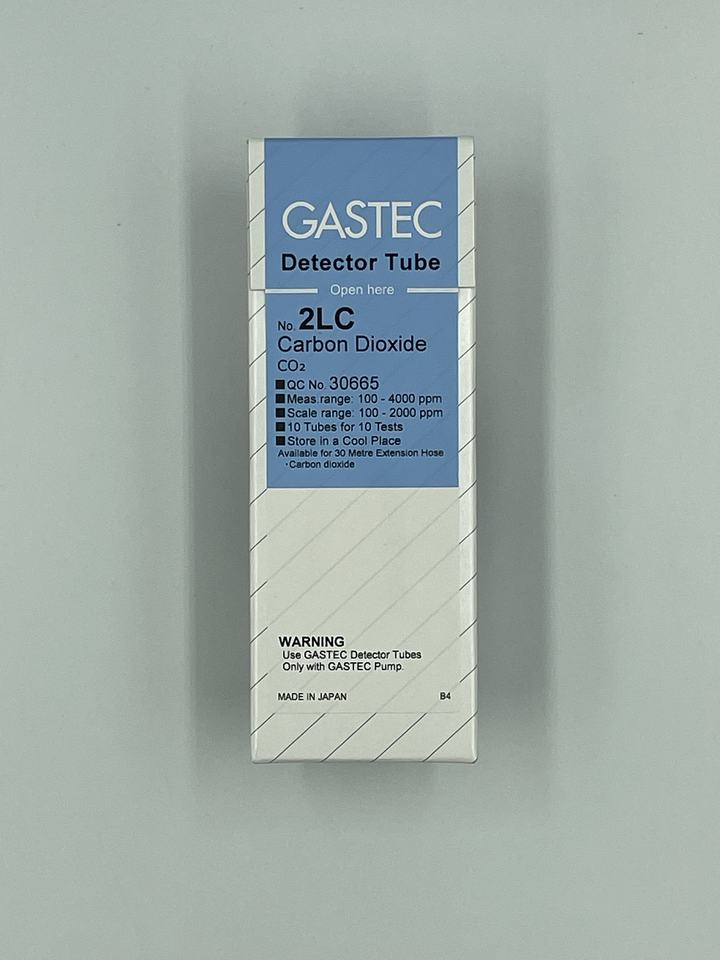 GASTEC
Detector Tube
Open here
No. 2LC
Carbon Dioxide
CO₂
■ QC No. 30665
■ Meas.range: 100 - 4000 ppm
■ Scale range: 100 - 2000 ppm
■ 10 Tubes for 10 Tests
■ Store in a Cool Place
Available for 30 Metre Extension Hose
・Carbon dioxide
WARNING
Use GASTEC Detector Tubes
Only with GASTEC Pump.
MADE IN JAPAN B4